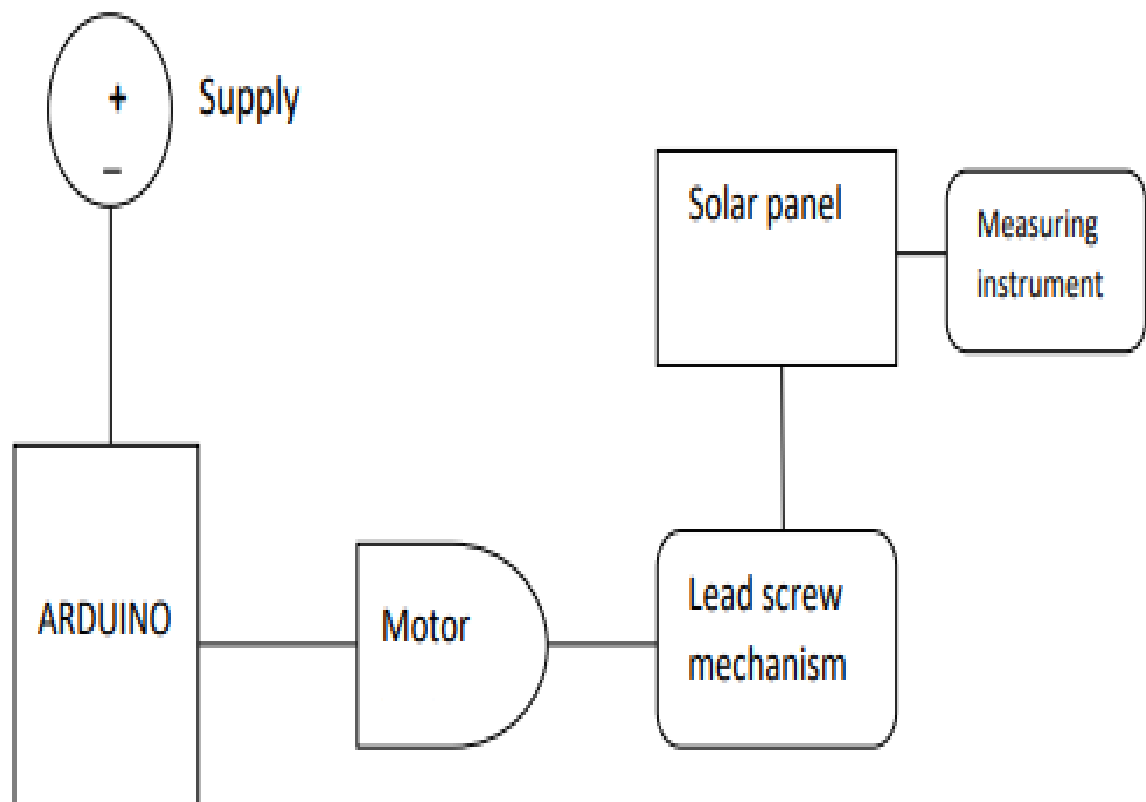 +
Supply
–
Solar panel
Measuring
instrument
ARDUINO
Motor
Lead screw
mechanism